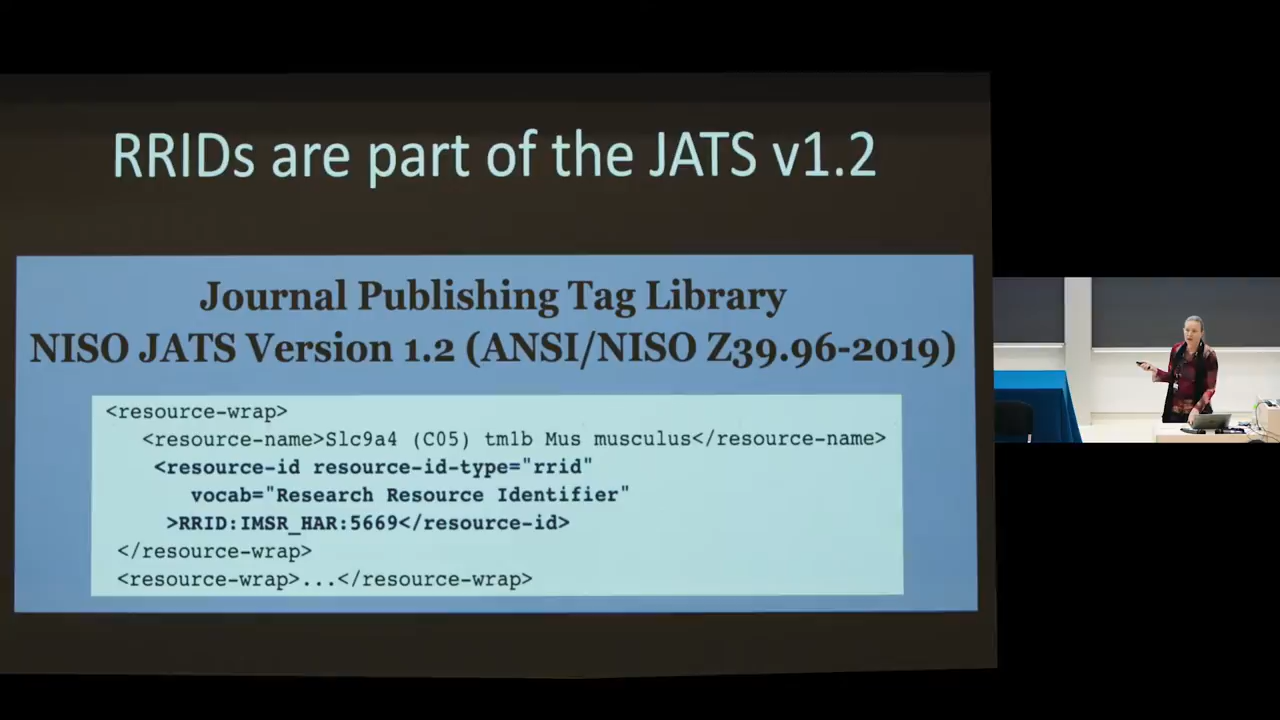 RRIDs are part of the JATS v1.2
Journal Publishing Tag Library
NISO JATS Version 1.2 (ANSI/NISO Z39.96-2019)
<resource-wrap>
<resource-name>Slc9a4 (C05) tm1b Mus musculus</resource-name>
<resource-id resource-id-type="rrid"
vocab="Research Resource Identifier"
>RRID:IMSR_HAR:5669</resource-id>
</resource-wrap>
<resource-wrap>...</resource-wrap>